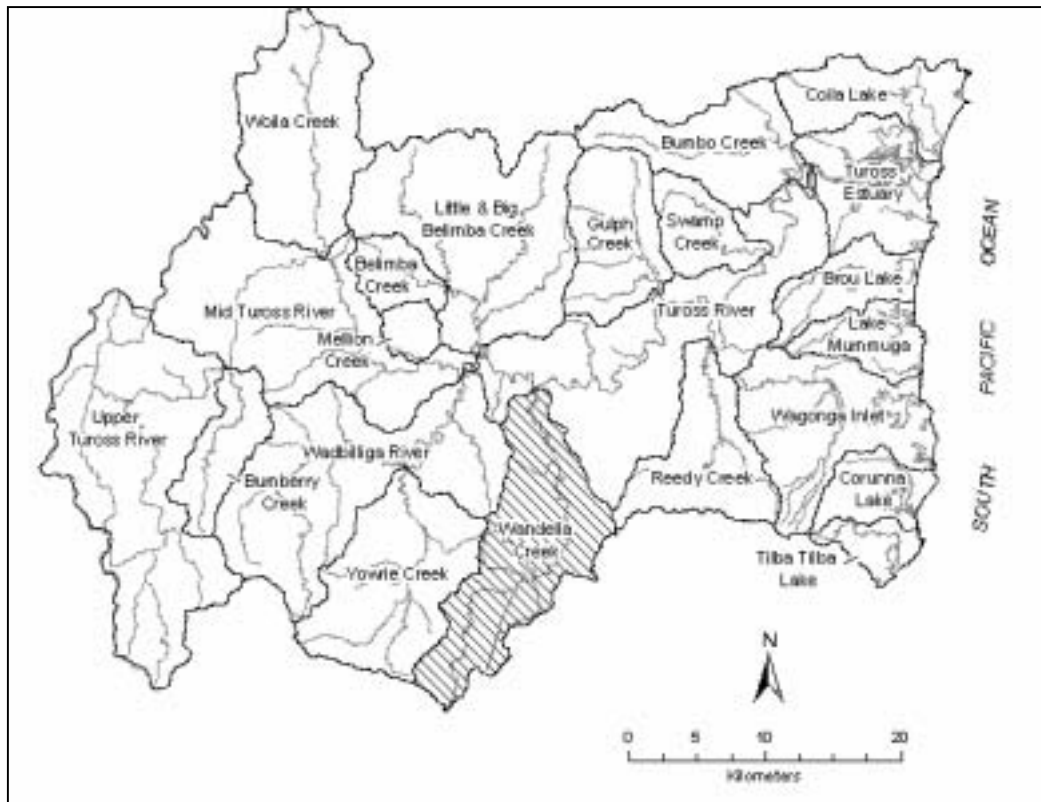 Woila Creek
Coila Lake
Bumbo Creek
Tuross
Estuary
Little & Big
Belimba Creek
Gulph
Creek
Swamp
Creek
Belimba
Creek
Brou Lake
Mid Tuross River
Tuross River
Lake
Mummuga
Mellion
Creek
Upper
Tuross River
Wagonga Inlet
Wadbilliga River
Bumberry
Creek
Reedy Creek
Corunna
Lake
Wandella
Creek
Yowrie Creek
Tilba Tilba
Lake
SOUTH PACIFIC OCEAN
N
0 5 10 20
Kilometers